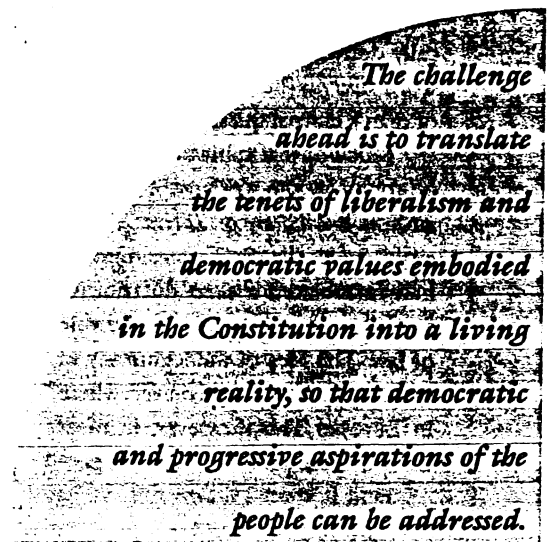 The challenge
ahead is to translate
the tenets of liberalism and
democratic values embodied
in the Constitution into a living
reality, so that democratic
and progressive aspirations of the
people can be addressed.